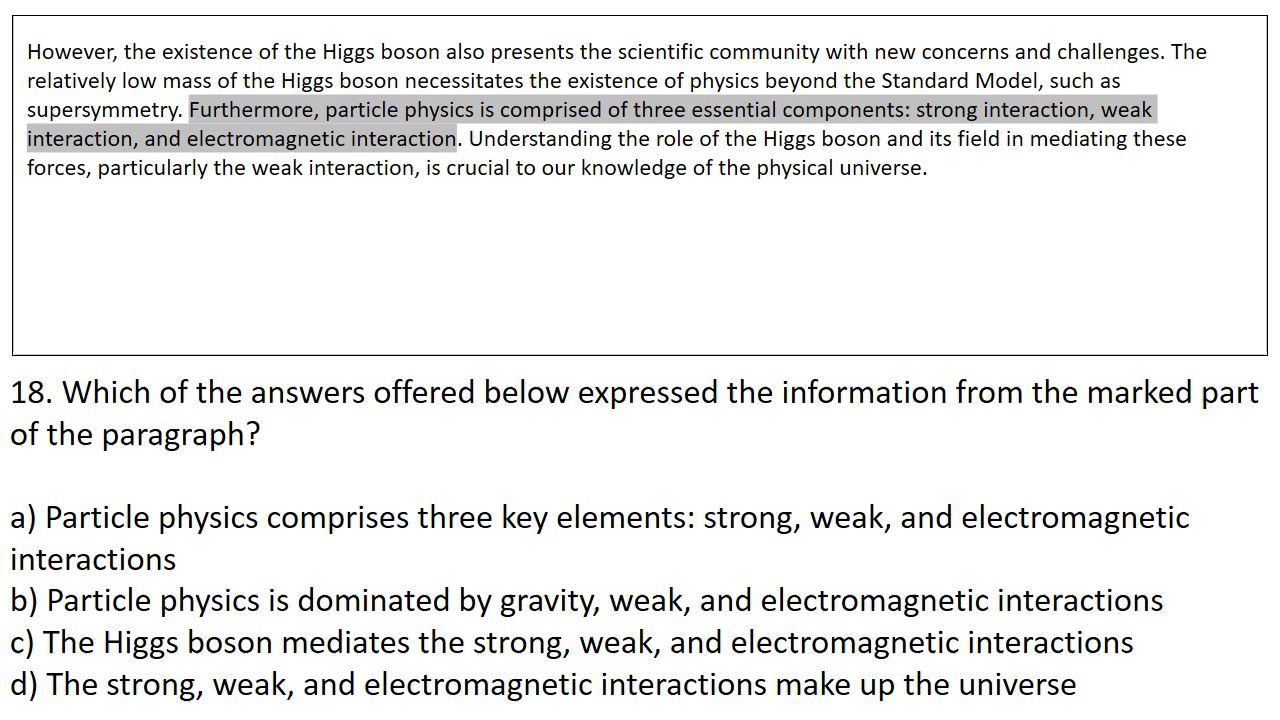 However, the existence of the Higgs boson also presents the scientific community with new concerns and challenges. The
relatively low mass of the Higgs boson necessitates the existence of physics beyond the Standard Model, such as
supersymmetry. Furthermore, particle physics is comprised of three essential components: strong interaction, weak
interaction, and electromagnetic interaction. Understanding the role of the Higgs boson and its field in mediating these
forces, particularly the weak interaction, is crucial to our knowledge of the physical universe.
18. Which of the answers offered below expressed the information from the marked part
of the paragraph?
a) Particle physics comprises three key elements: strong, weak, and electromagnetic
interactions
b) Particle physics is dominated by gravity, weak, and electromagnetic interactions
c) The Higgs boson mediates the strong, weak, and electromagnetic interactions
d) The strong, weak, and electromagnetic interactions make up the universe